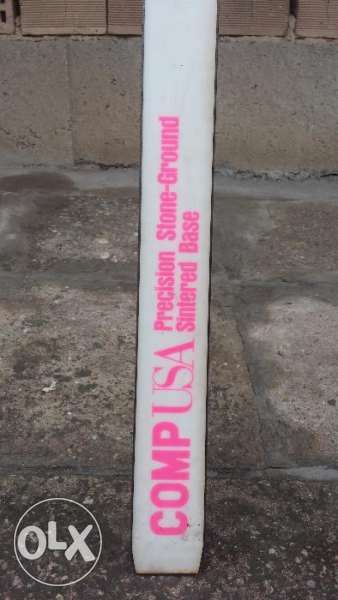 COMP USA
Precision Stone-Ground
Sintered Base
OLX